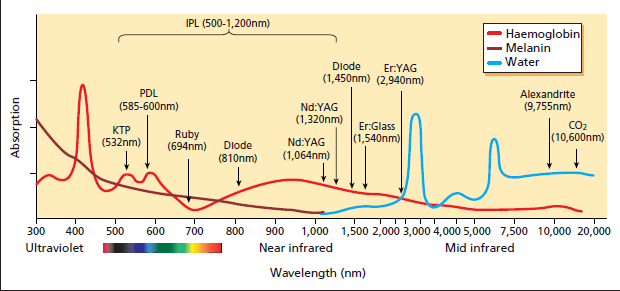 IPL (500-1,200nm)
Haemoglobin
Melanin
Water
Diode
(1,450nm)
Er:YAG
(2,940nm)
PDL
(585-600nm)
Nd:YAG
(1,320nm)
Alexandrite
(9,755nm)
KTP
(532nm)
Ruby
(694nm)
Diode
(810nm)
Nd:YAG
(1,064nm)
Er:Glass
(1,540nm)
CO2
(10,600nm)
Absorption
300 400 500 600 700 800 900 1,000 1,500 2,000 3,000 4,000 5,000 7,500 10,000 20,000
Ultraviolet Near infrared Mid infrared
Wavelength (nm)